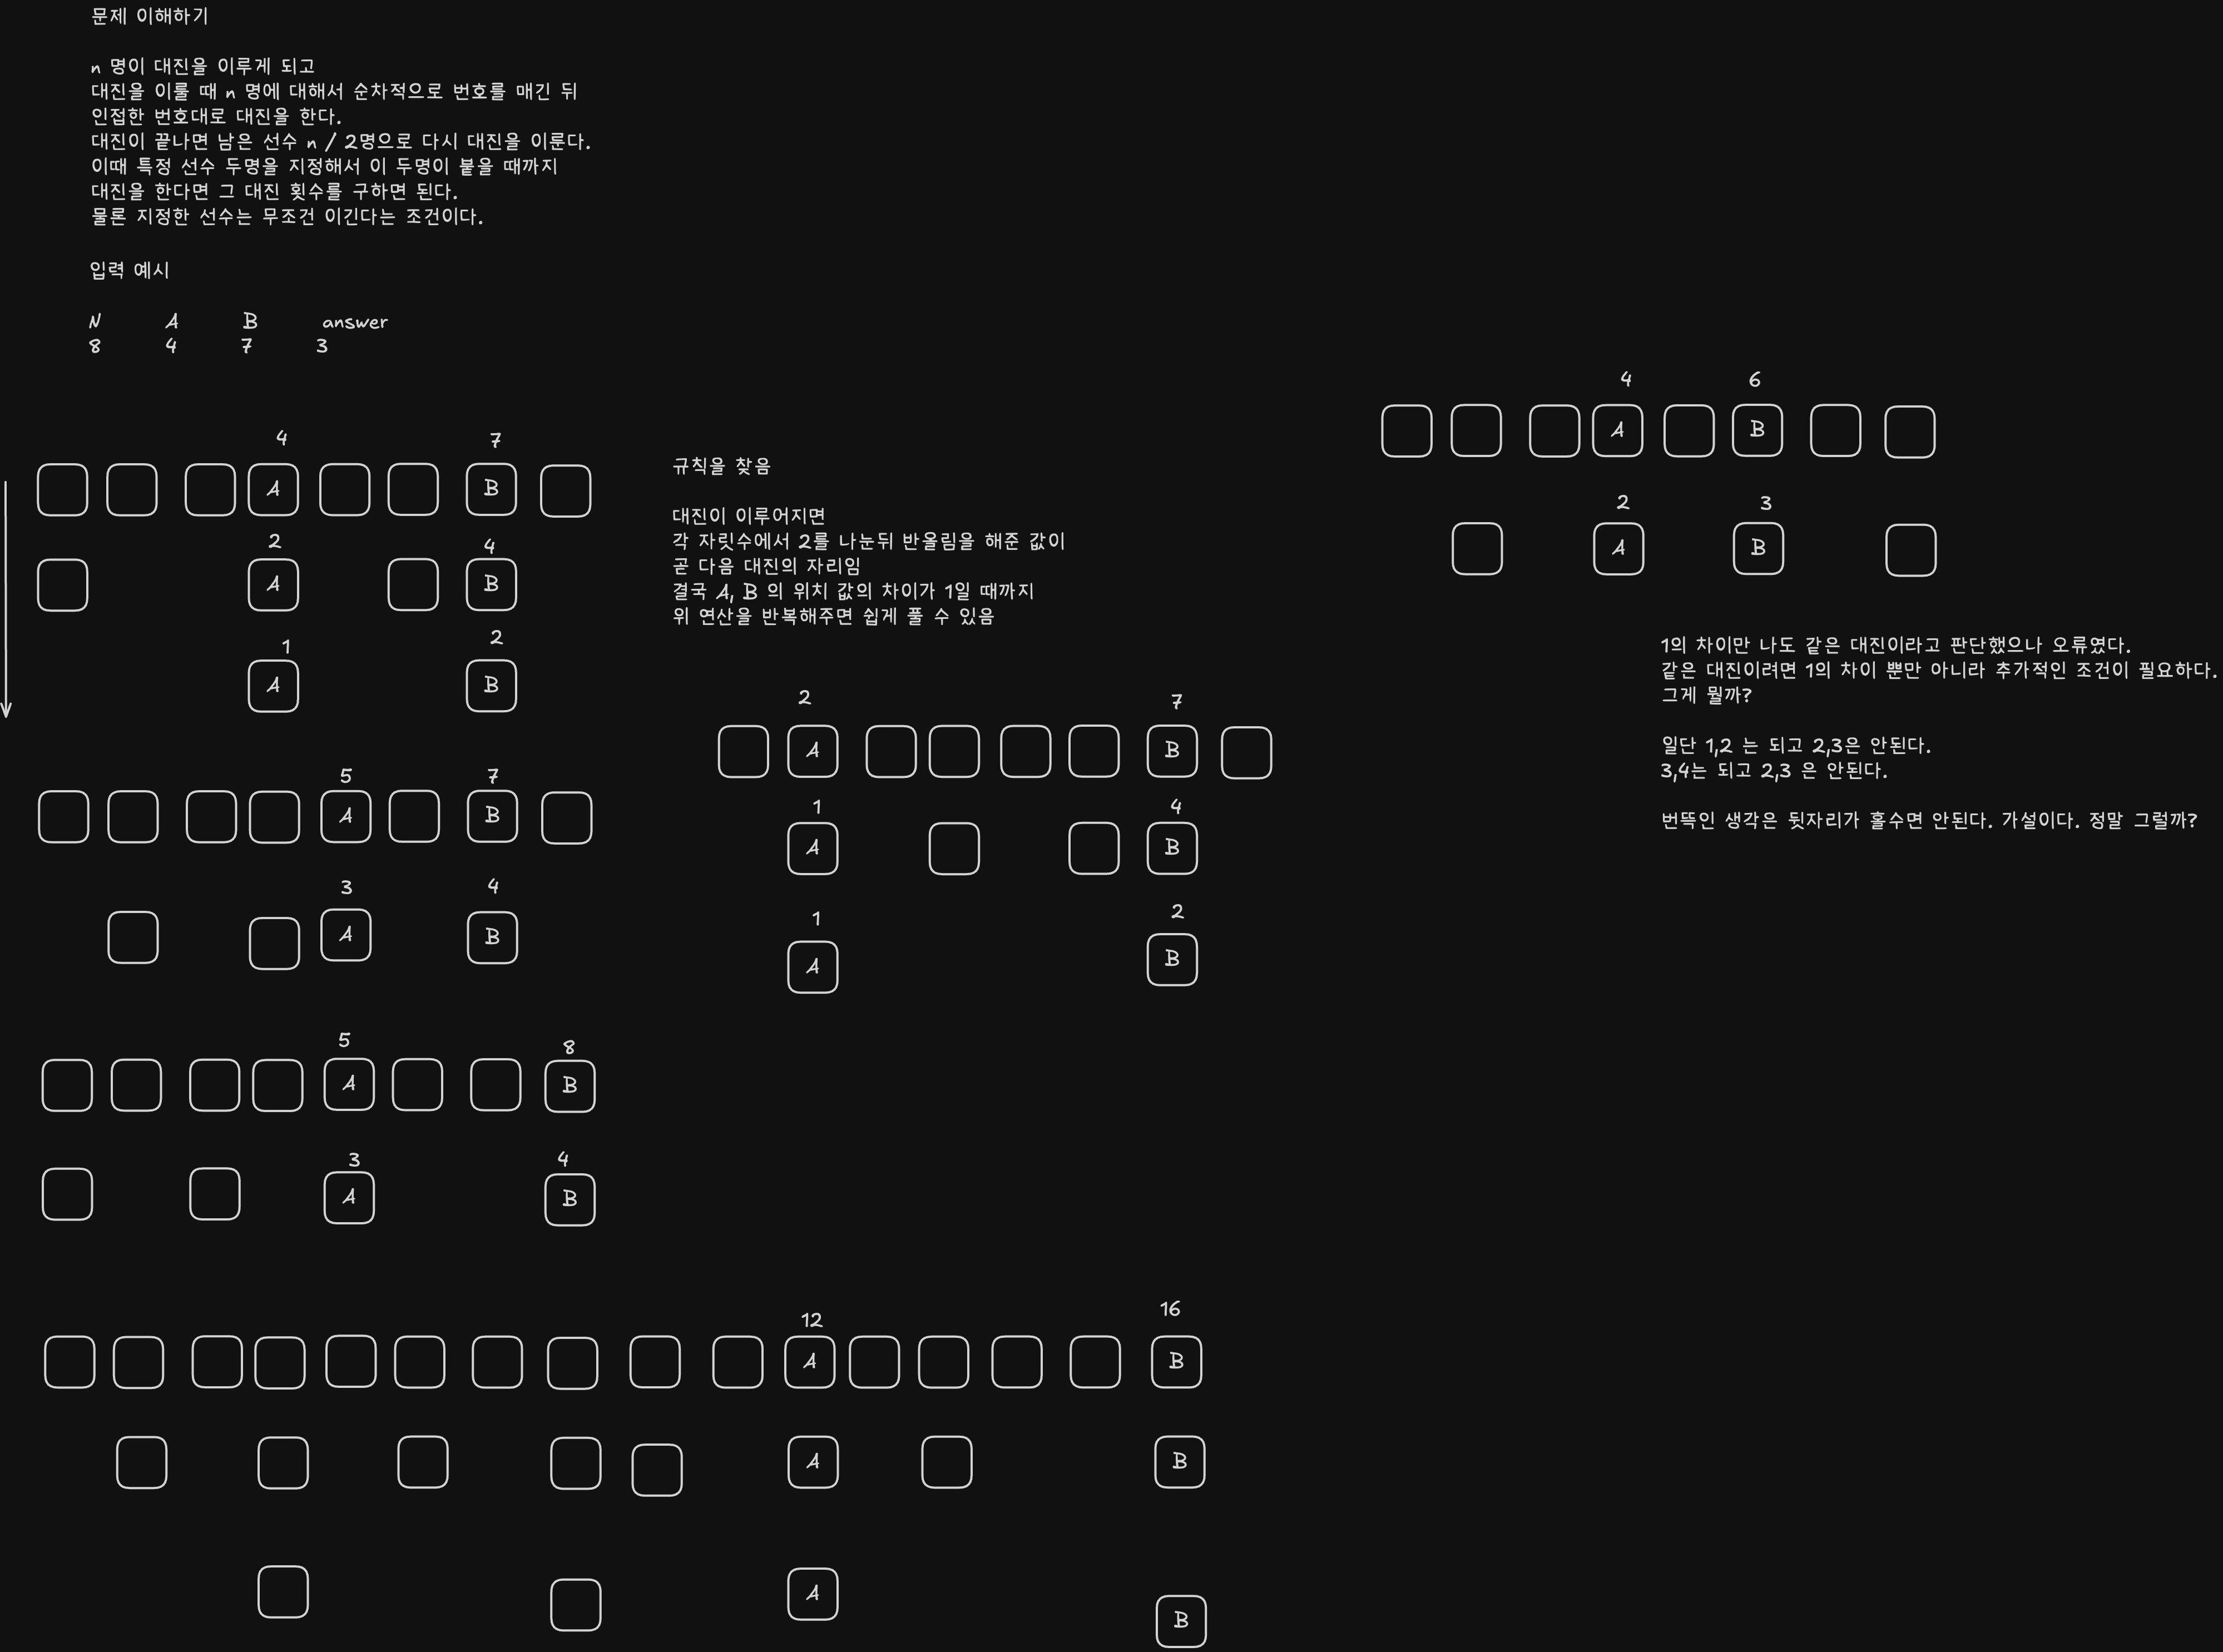 문제 이해하기
n 명이 대진을 이루게 되고
대진을 이룰 때 n 명에 대해서 순차적으로 번호를 매긴 뒤
인접한 번호대로 대진을 한다.
대진이 끝나면 남은 선수 n / 2명으로 다시 대진을 이룬다.
이때 특정 선수 두명을 지정해서 이 두명이 붙을 때까지
대진을 한다면 그 대진 횟수를 구하면 된다.
물론 지정한 선수는 무조건 이긴다는 조건이다.
입력 예시
N A B answer
8 4 7 3
4 7
A B
2 4
A B
1 2
A B
5 7
A B
3 4
A B
5 8
A B
3 4
A B
12 16
A B
A B
A B
규칙을 찾음
대진이 이루어지면
각 자릿수에서 2를 나눈뒤 반올림을 해준 값이
곧 다음 대진의 자리임
결국 A, B 의 위치 값의 차이가 1일 때까지
위 연산을 반복해주면 쉽게 풀 수 있음
2 7
A B
1 4
A B
1 2
A B
4 6
A B
2 3
A B
1의 차이만 나도 같은 대진이라고 판단했으나 오류였다.
같은 대진이려면 1의 차이 뿐만 아니라 추가적인 조건이 필요하다.
그게 뭘까?
일단 1,2 는 되고 2,3은 안된다.
3,4는 되고 2,3 은 안된다.
번뜩인 생각은 뒷자리가 홀수면 안된다. 가설이다. 정말 그럴까?